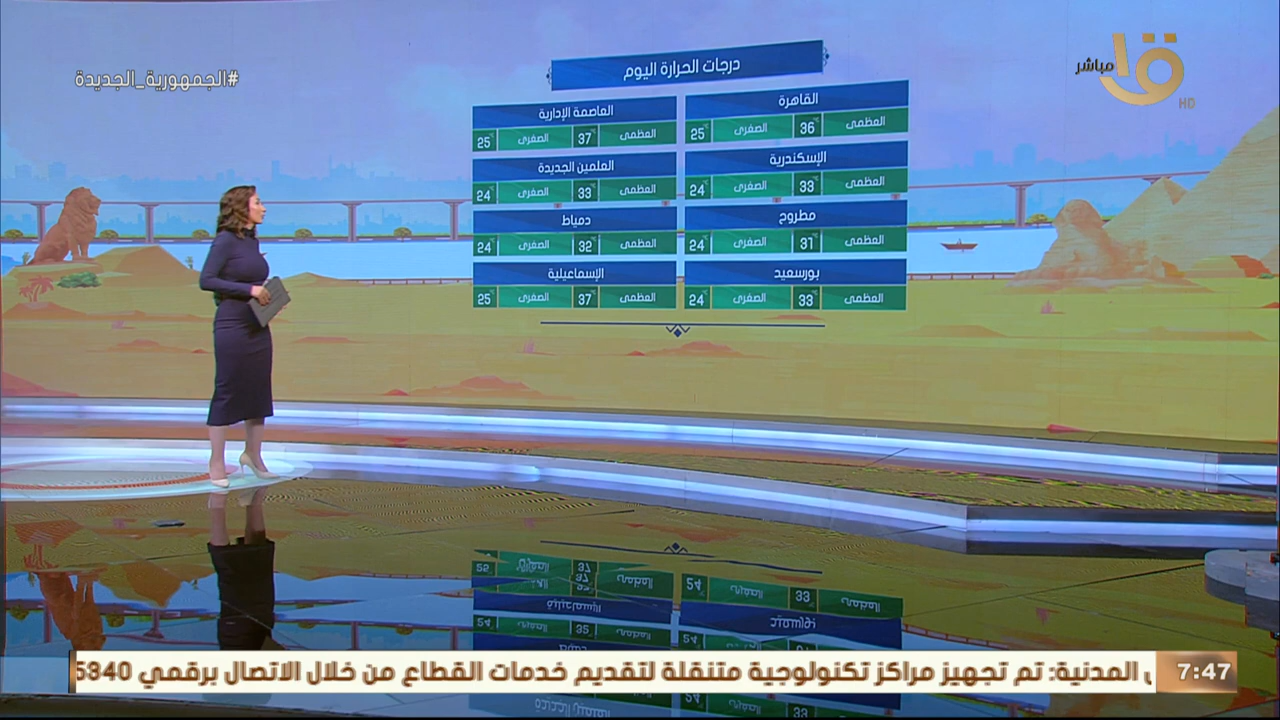 #الجمهورية_الجديدة
مباشر
HD
درجات الحرارة اليوم
القاهرة
العظمى 36°c الصغرى 25°c
العاصمة الإدارية
العظمى 37°c الصغرى 25°c
الإسكندرية
العظمى 33°c الصغرى 24°c
العلمين الجديدة
العظمى 33°c الصغرى 24°c
مطروح
العظمى 31°c الصغرى 24°c
دمياط
العظمى 32°c الصغرى 24°c
بورسعيد
العظمى 33°c الصغرى 24°c
الإسماعيلية
العظمى 37°c الصغرى 25°c
7:47
المدنية: تم تجهيز مراكز تكنولوجية متنقلة لتقديم خدمات القطاع من خلال الاتصال برقمي